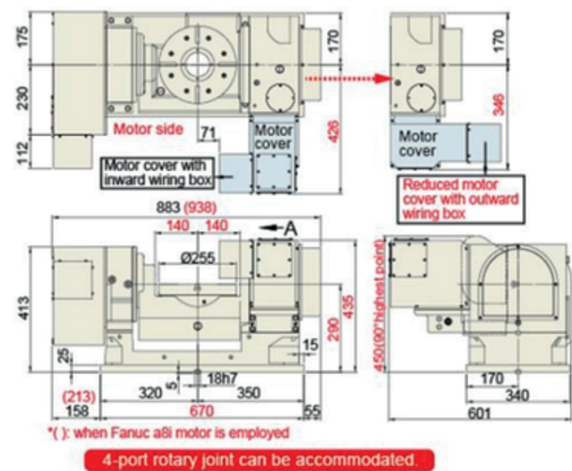 175
170
170
230
Motor side
71
Motor
cover
426
346
Motor
cover
112
Motor cover with
inward wiring box
Reduced motor
cover with outward
wiring box
883 (938)
140 140
A
Ø255
413
290
435
450(90°highest point)
25
15
5
18h7
170
(213)
320
350
340
158
670
55
601
*( ): when Fanuc a8i motor is employed
4-port rotary joint can be accommodated.